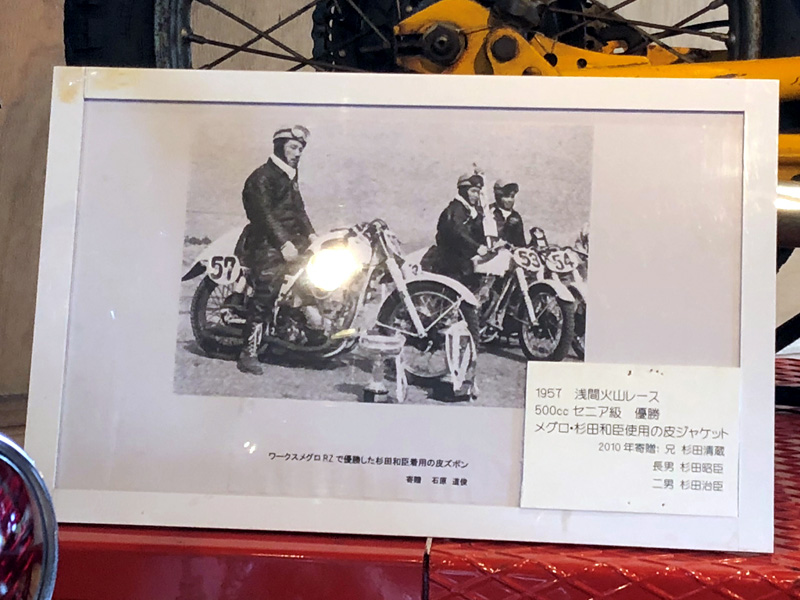 57
53
54
ワークスメグロRZで優勝した杉田和臣着用の皮ズボン
寄贈 石原 道俊
1957 浅間火山レース
500cc セニア級 優勝
メグロ・杉田和臣使用の皮ジャケット
2010年寄贈: 兄 杉田清蔵
長男 杉田昭臣
二男 杉田治臣